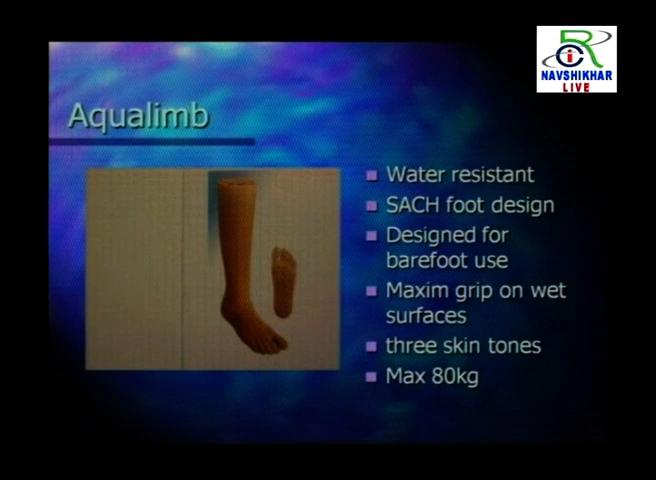 RCi
NAVSHIKHAR
LIVE
Aqualimb
Water resistant
SACH foot design
Designed for
barefoot use
Maxim grip on wet
surfaces
three skin tones
Max 80kg